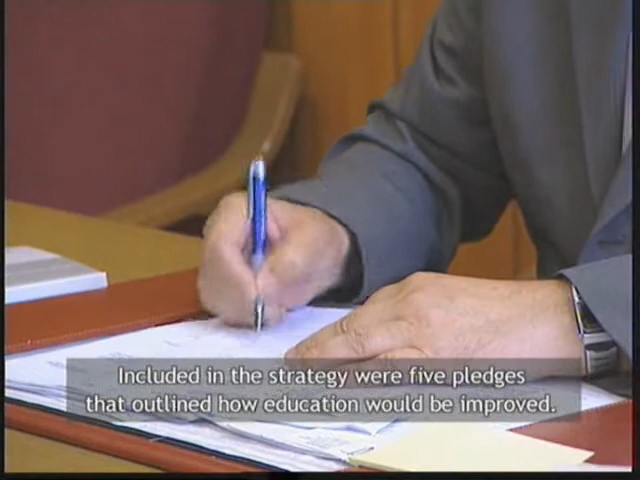 Included in the strategy were five pledges
that outlined how education would be improved.